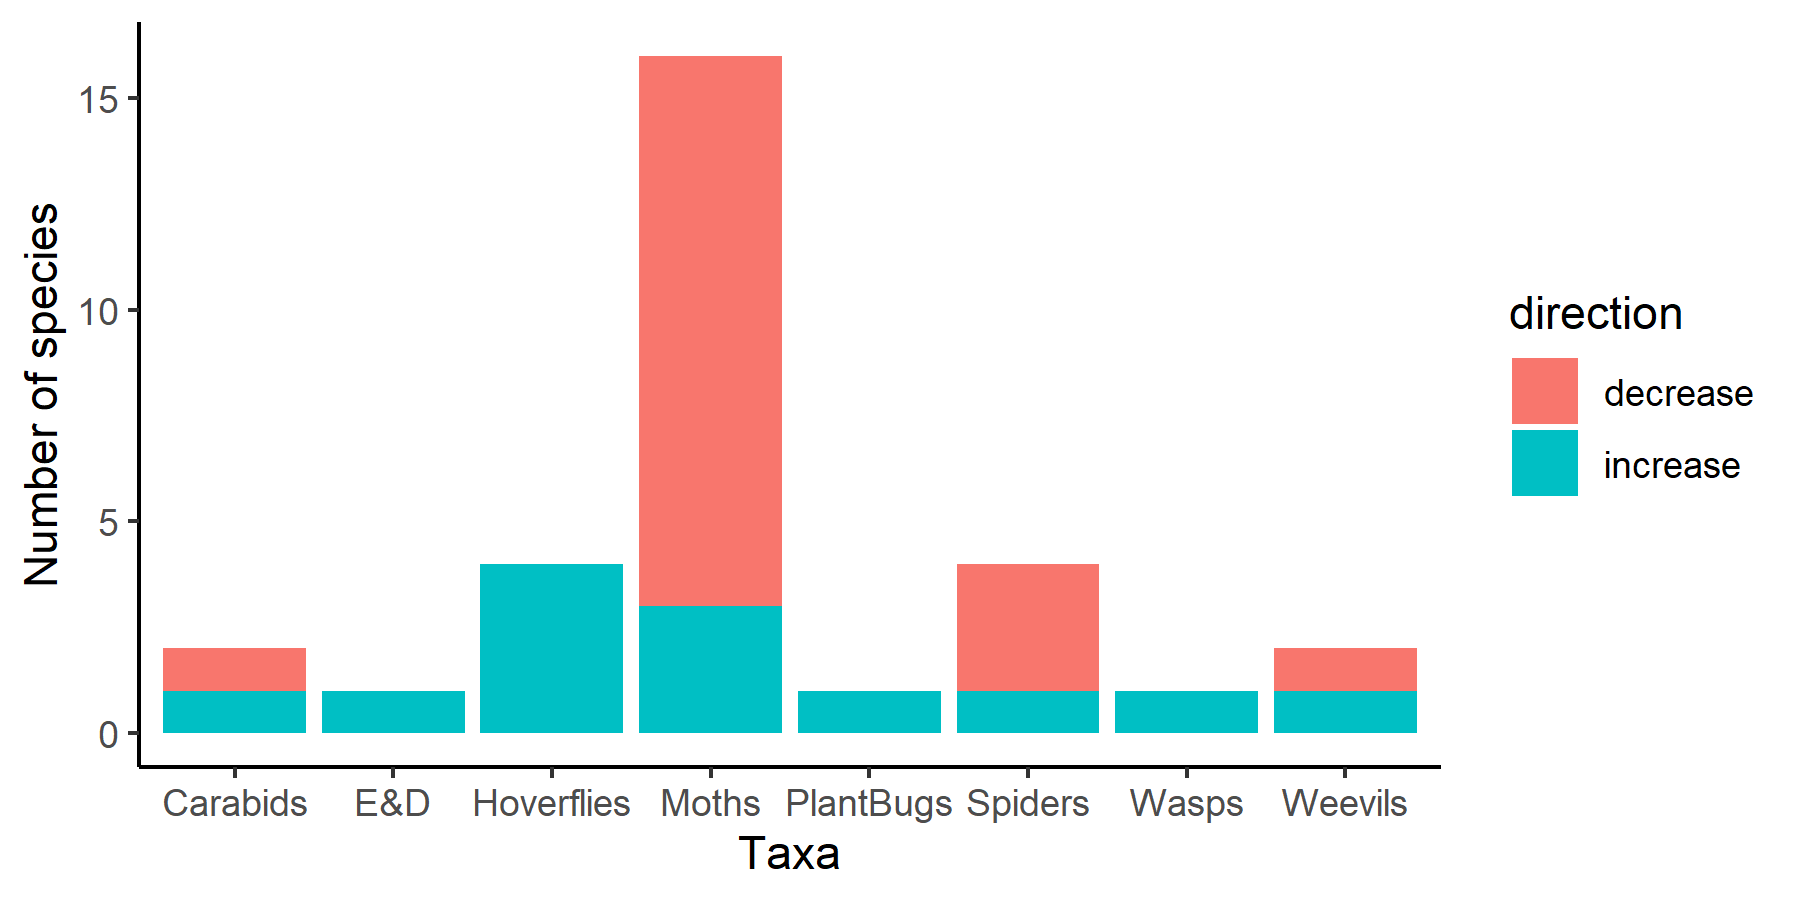 Number of species
15
10
5
0
Carabids E&D Hoverflies Moths PlantBugs Spiders Wasps Weevils
Taxa
direction
decrease
increase